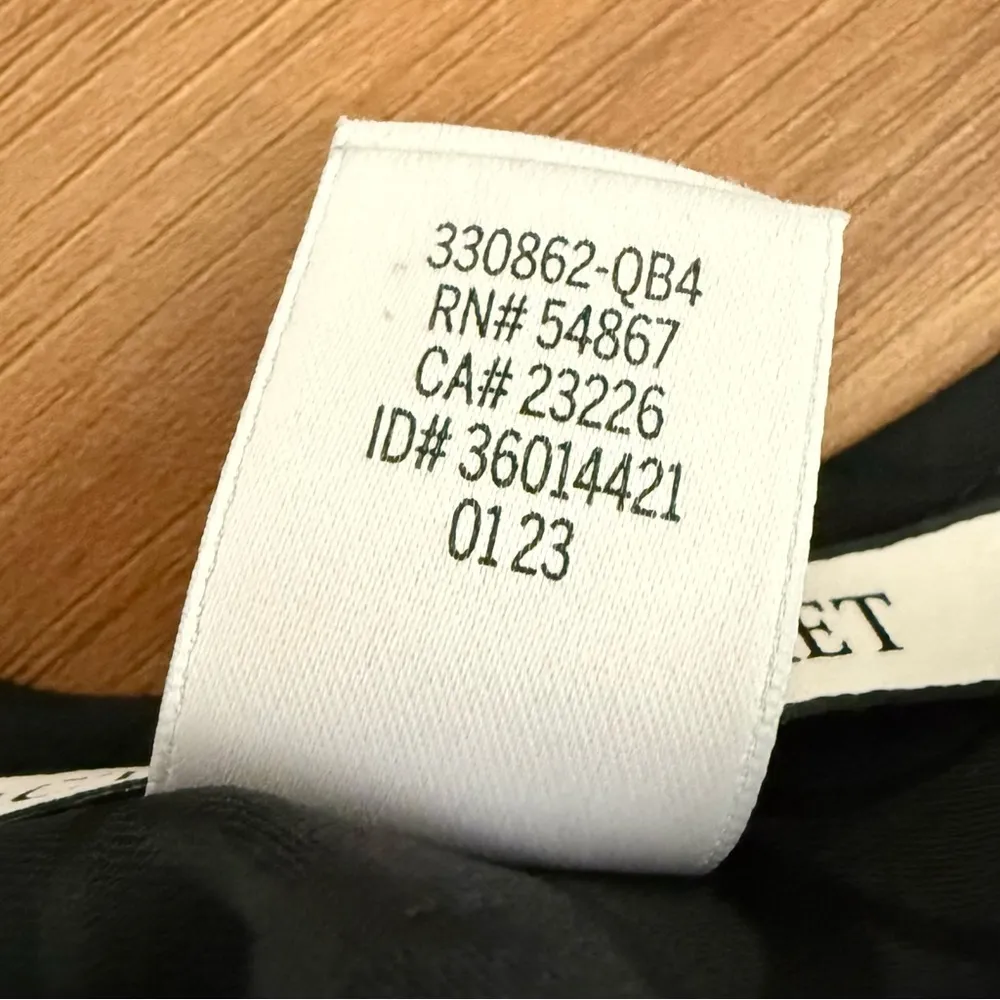 330862-QB4
RN# 54867
CA# 23226
ID# 36014421
01 23